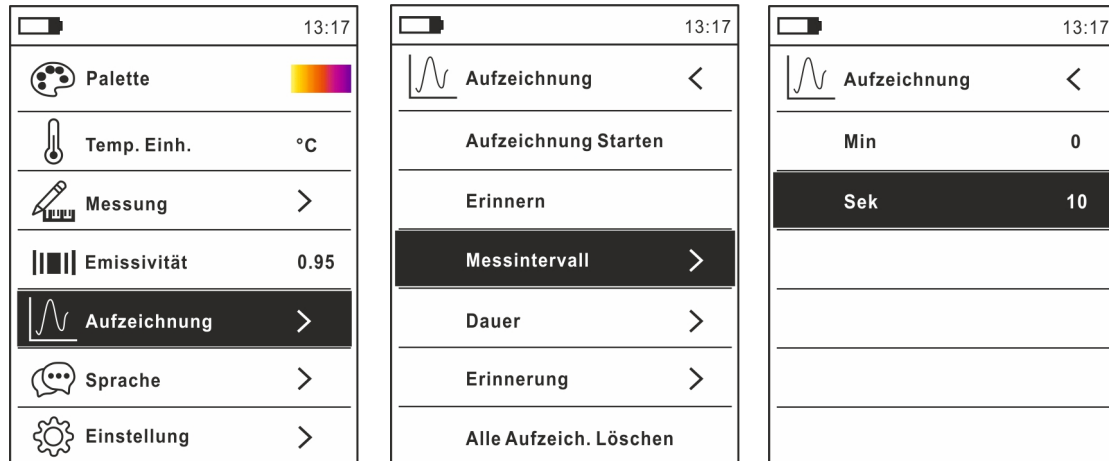 13:17
Palette
Temp. Einh. °C
Messung
Emissivität 0.95
Aufzeichnung
Sprache
Einstellung
13:17
Aufzeichnung
Aufzeichnung Starten
Erinnern
Messintervall
Dauer
Erinnerung
Alle Aufzeich. Löschen
13:17
Aufzeichnung
Min 0
Sek 10